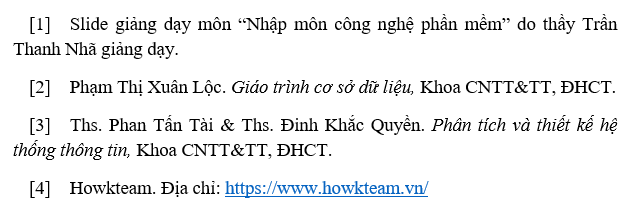 [1] Slide giảng dạy môn “Nhập môn công nghệ phần mềm” do thầy Trần
Thanh Nhã giảng dạy.
[2] Phạm Thị Xuân Lộc. Giáo trình cơ sở dữ liệu, Khoa CNTT&TT, ĐHCT.
[3] Ths. Phan Tấn Tài & Ths. Đinh Khắc Quyền. Phân tích và thiết kế hệ
thống thông tin, Khoa CNTT&TT, ĐHCT.
[4] Howkteam. Địa chỉ: https://www.howkteam.vn/